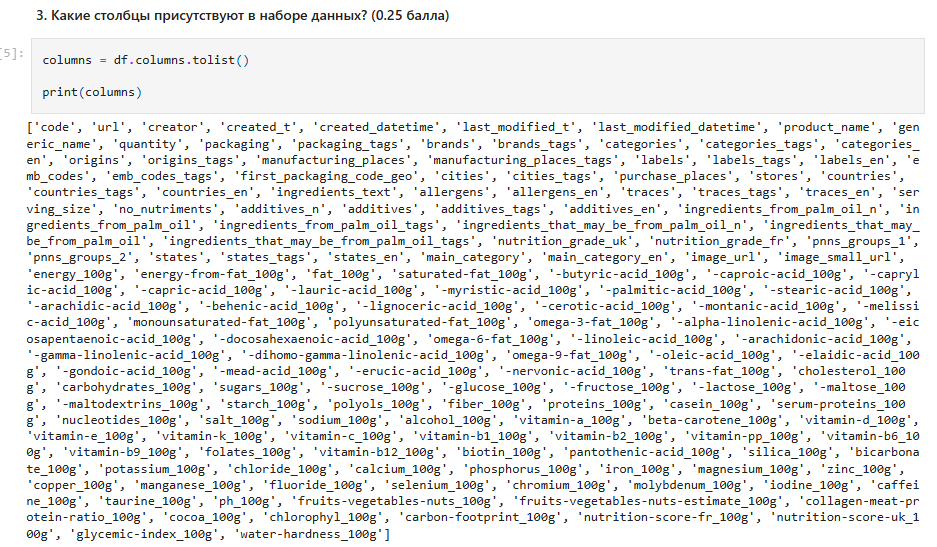 3. Какие столбцы присутствуют в наборе данных? (0.25 балла)
[5]:
columns = df.columns.tolist()
print(columns)
['code', 'url', 'creator', 'created_t', 'created_datetime', 'last_modified_t', 'last_modified_datetime', 'product_name', 'gen
eric_name', 'quantity', 'packaging', 'packaging_tags', 'brands', 'brands_tags', 'categories', 'categories_tags', 'categories_
en', 'origins', 'origins_tags', 'manufacturing_places', 'manufacturing_places_tags', 'labels', 'labels_tags', 'labels_en', 'e
mb_codes', 'emb_codes_tags', 'first_packaging_code_geo', 'cities', 'cities_tags', 'purchase_places', 'stores', 'countries',
'countries_tags', 'countries_en', 'ingredients_text', 'allergens', 'allergens_en', 'traces', 'traces_tags', 'traces_en', 'ser
ving_size', 'no_nutriments', 'additives_n', 'additives', 'additives_tags', 'additives_en', 'ingredients_from_palm_oil_n', 'in
gredients_from_palm_oil', 'ingredients_from_palm_oil_tags', 'ingredients_that_may_be_from_palm_oil_n', 'ingredients_that_may_
be_from_palm_oil', 'ingredients_that_may_be_from_palm_oil_tags', 'nutrition_grade_uk', 'nutrition_grade_fr', 'pnns_groups_1',
'pnns_groups_2', 'states', 'states_tags', 'states_en', 'main_category', 'main_category_en', 'image_url', 'image_small_url',
'energy_100g', 'energy-from-fat_100g', 'fat_100g', 'saturated-fat_100g', '-butyric-acid_100g', '-caproic-acid_100g', '-capryl
ic-acid_100g', '-capric-acid_100g', '-lauric-acid_100g', '-myristic-acid_100g', '-palmitic-acid_100g', '-stearic-acid_100g',
'-arachidic-acid_100g', '-behenic-acid_100g', '-lignoceric-acid_100g', '-cerotic-acid_100g', '-montanic-acid_100g', '-melissi
c-acid_100g', 'monounsaturated-fat_100g', 'polyunsaturated-fat_100g', 'omega-3-fat_100g', '-alpha-linolenic-acid_100g', '-eic
osapentaenoic-acid_100g', '-docosahexaenoic-acid_100g', 'omega-6-fat_100g', '-linoleic-acid_100g', '-arachidonic-acid_100g',
'-gamma-linolenic-acid_100g', '-dihomo-gamma-linolenic-acid_100g', 'omega-9-fat_100g', '-oleic-acid_100g', '-elaidic-acid_100
g', '-gondoic-acid_100g', '-mead-acid_100g', '-erucic-acid_100g', '-nervonic-acid_100g', 'trans-fat_100g', 'cholesterol_100
g', 'carbohydrates_100g', 'sugars_100g', '-sucrose_100g', '-glucose_100g', '-fructose_100g', '-lactose_100g', '-maltose_100
g', '-maltodextrins_100g', 'starch_100g', 'polyols_100g', 'fiber_100g', 'proteins_100g', 'casein_100g', 'serum-proteins_100
g', 'nucleotides_100g', 'salt_100g', 'sodium_100g', 'alcohol_100g', 'vitamin-a_100g', 'beta-carotene_100g', 'vitamin-d_100g',
'vitamin-e_100g', 'vitamin-k_100g', 'vitamin-c_100g', 'vitamin-b1_100g', 'vitamin-b2_100g', 'vitamin-pp_100g', 'vitamin-b6_10
0g', 'vitamin-b9_100g', 'folates_100g', 'vitamin-b12_100g', 'biotin_100g', 'pantothenic-acid_100g', 'silica_100g', 'bicarbona
te_100g', 'potassium_100g', 'chloride_100g', 'calcium_100g', 'phosphorus_100g', 'iron_100g', 'magnesium_100g', 'zinc_100g',
'copper_100g', 'manganese_100g', 'fluoride_100g', 'selenium_100g', 'chromium_100g', 'molybdenum_100g', 'iodine_100g', 'caffei
ne_100g', 'taurine_100g', 'ph_100g', 'fruits-vegetables-nuts_100g', 'fruits-vegetables-nuts-estimate_100g', 'collagen-meat-pr
otein-ratio_100g', 'cocoa_100g', 'chlorophyl_100g', 'carbon-footprint_100g', 'nutrition-score-fr_100g', 'nutrition-score-uk_1
00g', 'glycemic-index_100g', 'water-hardness_100g']